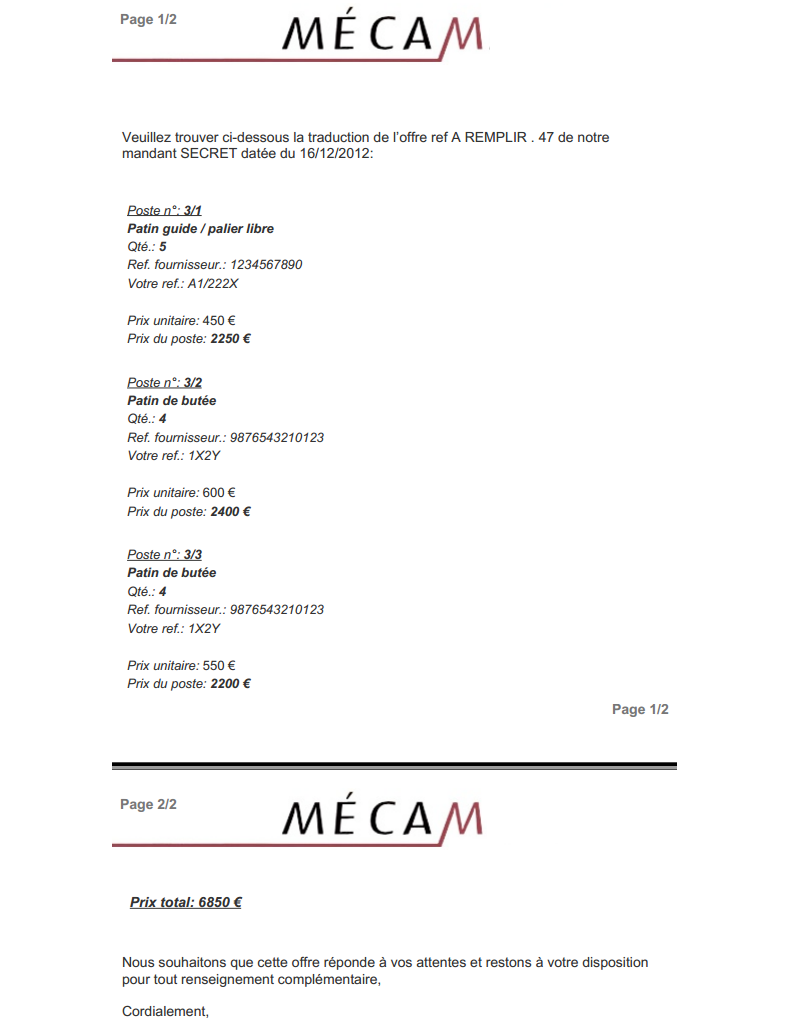 Page 1/2
MÉCAM
Veuillez trouver ci-dessous la traduction de l'offre ref A REMPLIR . 47 de notre
mandant SECRET datée du 16/12/2012:
Poste n°: 3/1
Patin guide / palier libre
Qté.: 5
Ref. fournisseur.: 1234567890
Votre ref.: A1/222X
Prix unitaire: 450 €
Prix du poste: 2250 €
Poste n°: 3/2
Patin de butée
Qté.: 4
Ref. fournisseur.: 9876543210123
Votre ref.: 1X2Y
Prix unitaire: 600 €
Prix du poste: 2400 €
Poste n°: 3/3
Patin de butée
Qté.: 4
Ref. fournisseur.: 9876543210123
Votre ref.: 1X2Y
Prix unitaire: 550 €
Prix du poste: 2200 €
Page 1/2
Page 2/2
MÉCAM
Prix total: 6850 €
Nous souhaitons que cette offre réponde à vos attentes et restons à votre disposition
pour tout renseignement complémentaire,
Cordialement,